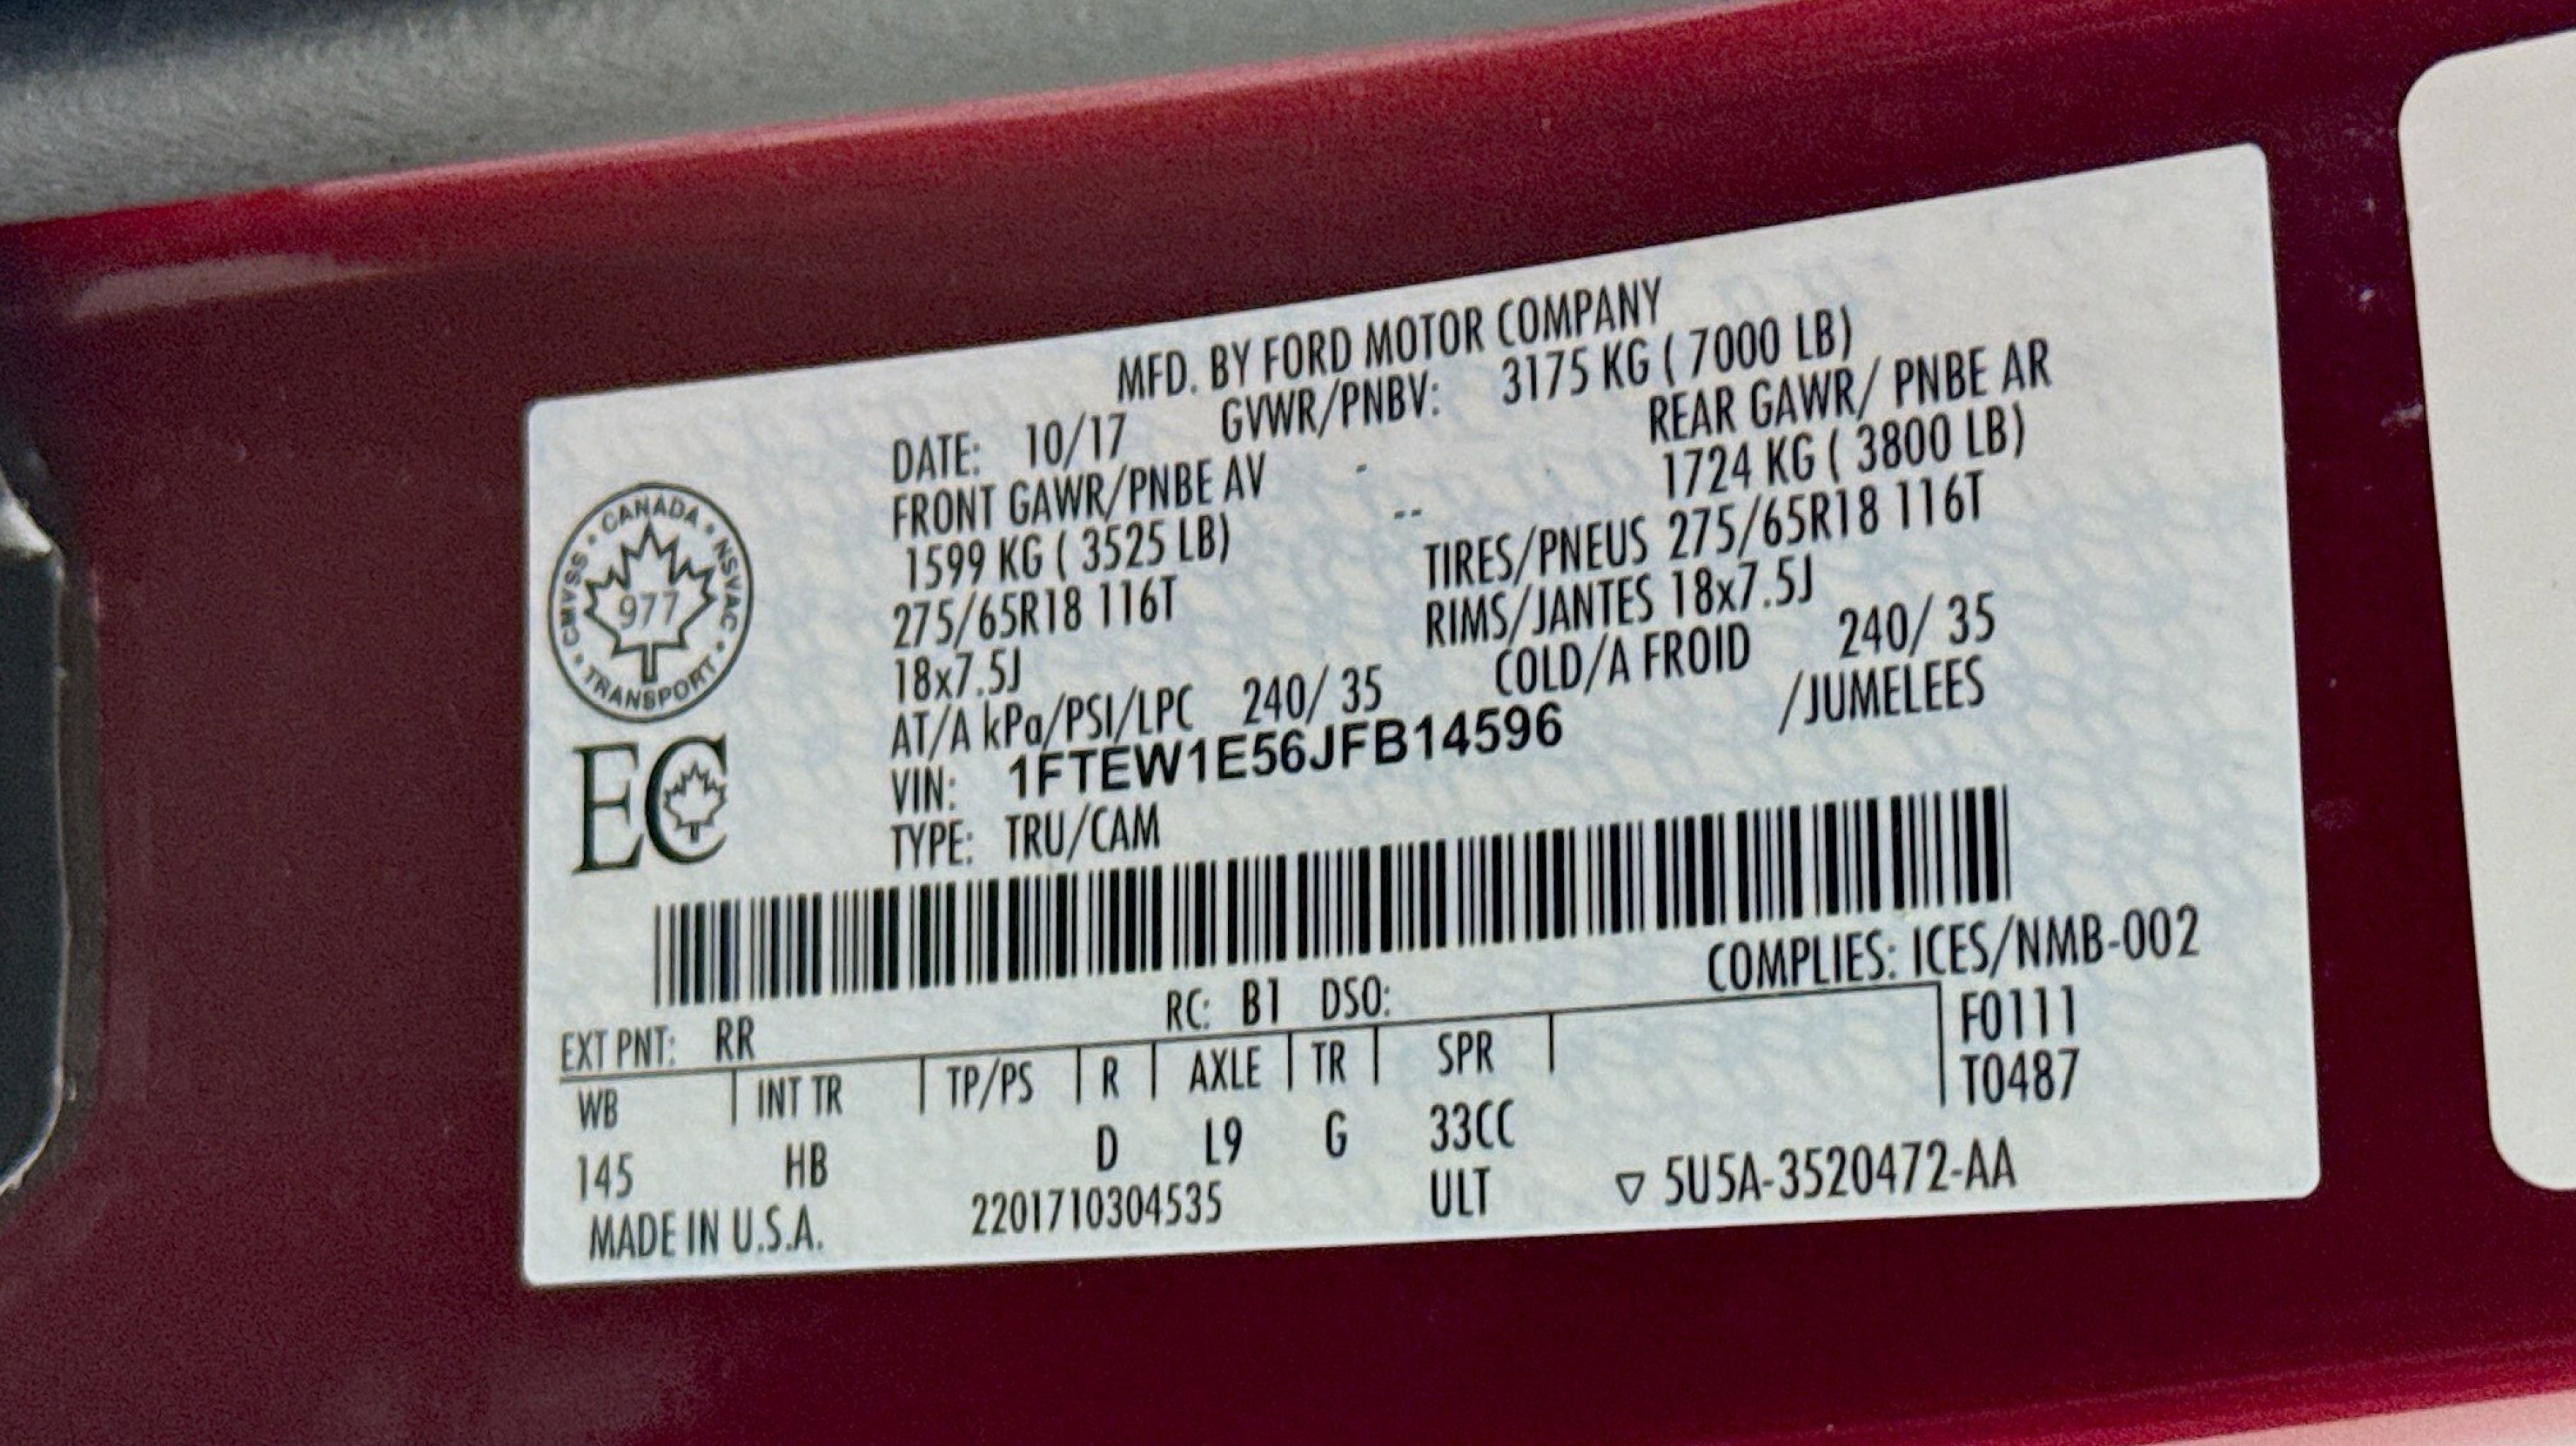 MFD. BY FORD MOTOR COMPANY
DATE: 10/17 GVWR/PNBV: 3175 KG ( 7000 LB)
FRONT GAWR/PNBE AV - REAR GAWR/ PNBE AR
1599 KG ( 3525 LB) -- 1724 KG ( 3800 LB)
275/65R18 116T TIRES/PNEUS 275/65R18 116T
18x7.5J RIMS/JANTES 18x7.5J
AT/A kPa/PSI/LPC 240/ 35 COLD/A FROID 240/ 35
VIN: 1FTEW1E56JFB14596 /JUMELEES
TYPE: TRU/CAM
CANADA • NSVAC • TRANSPORT • CMVSS •
977
EC
COMPLIES: ICES/NMB-002
EXT PNT: RR RC: B1 DSO: F0111
WB INT TR TP/PS R AXLE TR SPR T0487
145 HB D L9 G 33CC
MADE IN U.S.A. 2201710304535 ULT ▽ 5U5A-3520472-AA